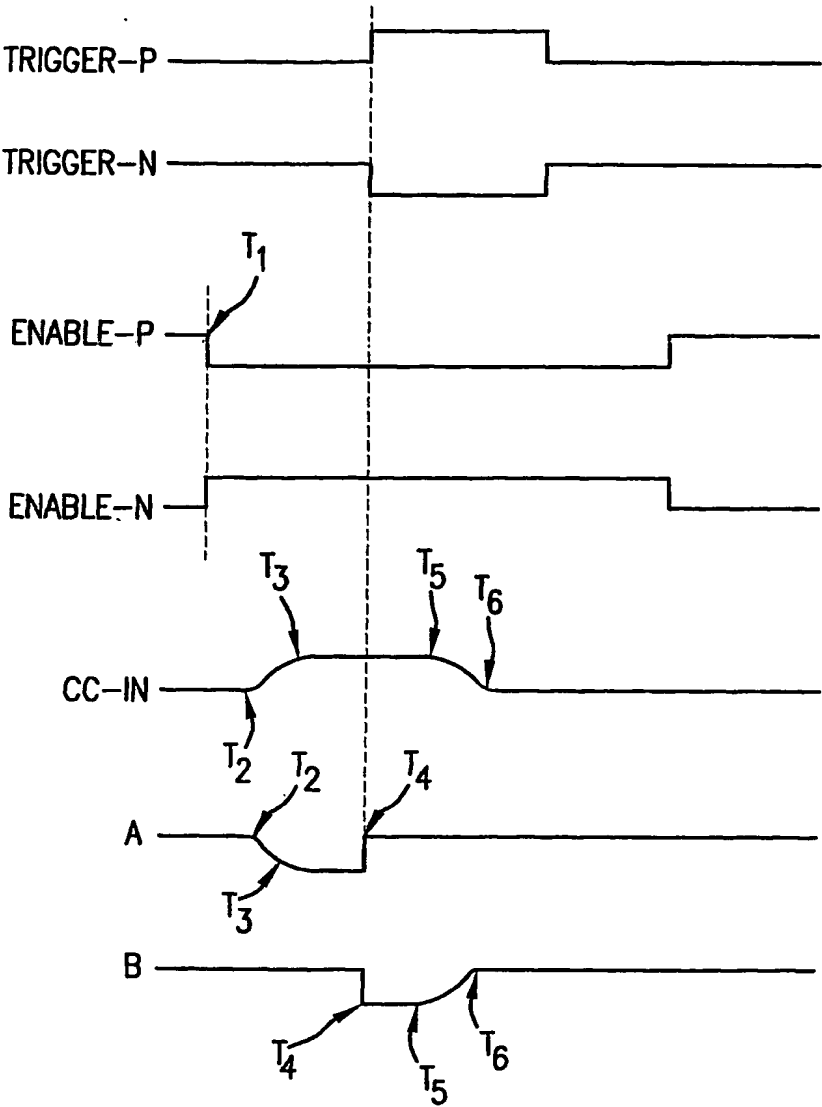 TRIGGER-P
TRIGGER-N
T1
ENABLE-P
ENABLE-N
T3
T5
T6
CC-IN
T2
T2
T4
A
T3
B
T4
T5
T6